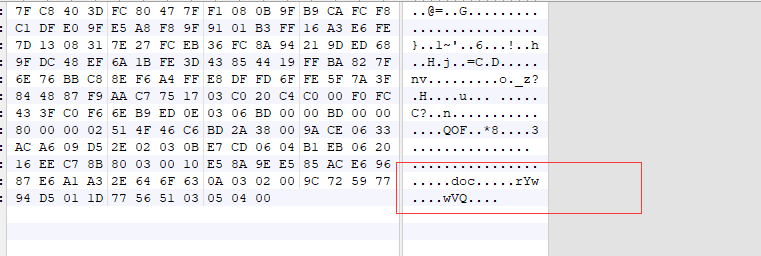 : 7F C8 40 3D FC 80 47 7F F1 08 0B 9F B9 CA FC F8 ..@=..G.........
: C1 DF E0 9F E5 A8 F8 9F 91 01 B3 FF 16 A3 E6 FE ................
: 7D 13 08 31 7E 27 FC EB 36 FC 8A 94 21 9D ED 68 }..1~'..6...!..h
: 9F DC 48 EF 6A 1B FE 3D 43 85 44 19 FF BA 82 7F ..H.j..=C.D.....
: 6E 76 BB C8 8E F6 A4 FF E8 DF FD 6F FE 5F 7A 3F nv.........o._z?
: 84 48 87 F9 AA C7 75 17 03 C0 20 C4 C0 00 F0 FC .H....u... .....
: 43 3F C0 F6 6E B9 ED 0E 03 06 BD 00 00 BD 00 00 C?..n...........
: 80 00 00 02 51 4F 46 C6 BD 2A 38 00 9A CE 06 33 ....QOF..*8....3
: AC A6 09 D5 2E 02 03 0B E7 CD 06 04 B1 EB 06 20 ............... 
: 16 EE C7 8B 80 03 00 10 E5 8A 9E E5 85 AC E6 96 ................
: 87 E6 A1 A3 2E 64 6F 63 0A 03 02 00 9C 72 59 77 .....doc.....rYw
: 94 D5 01 1D 77 56 51 03 05 04 00 ....wVQ....